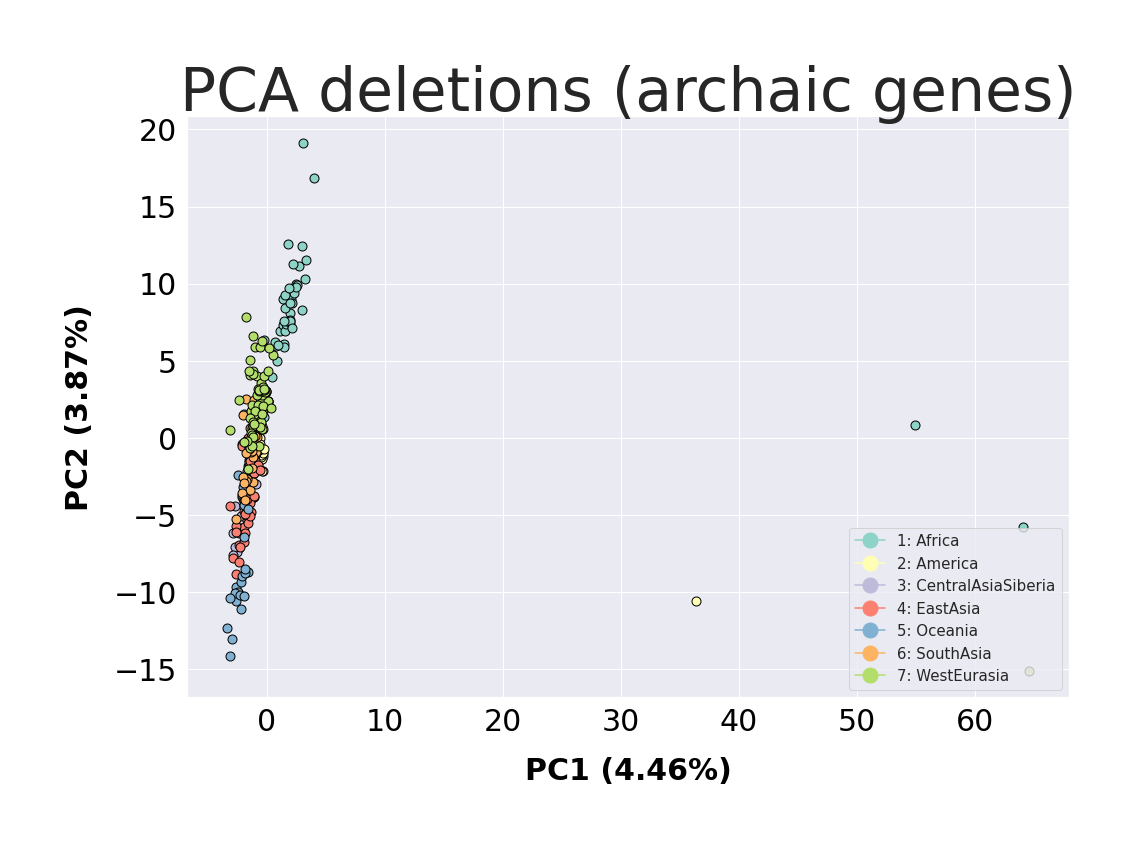 PCA deletions (archaic genes)
20
15
10
5
0
−5
−10
−15
PC2 (3.87%)
0 10 20 30 40 50 60
PC1 (4.46%)
1: Africa
2: America
3: CentralAsiaSiberia
4: EastAsia
5: Oceania
6: SouthAsia
7: WestEurasia